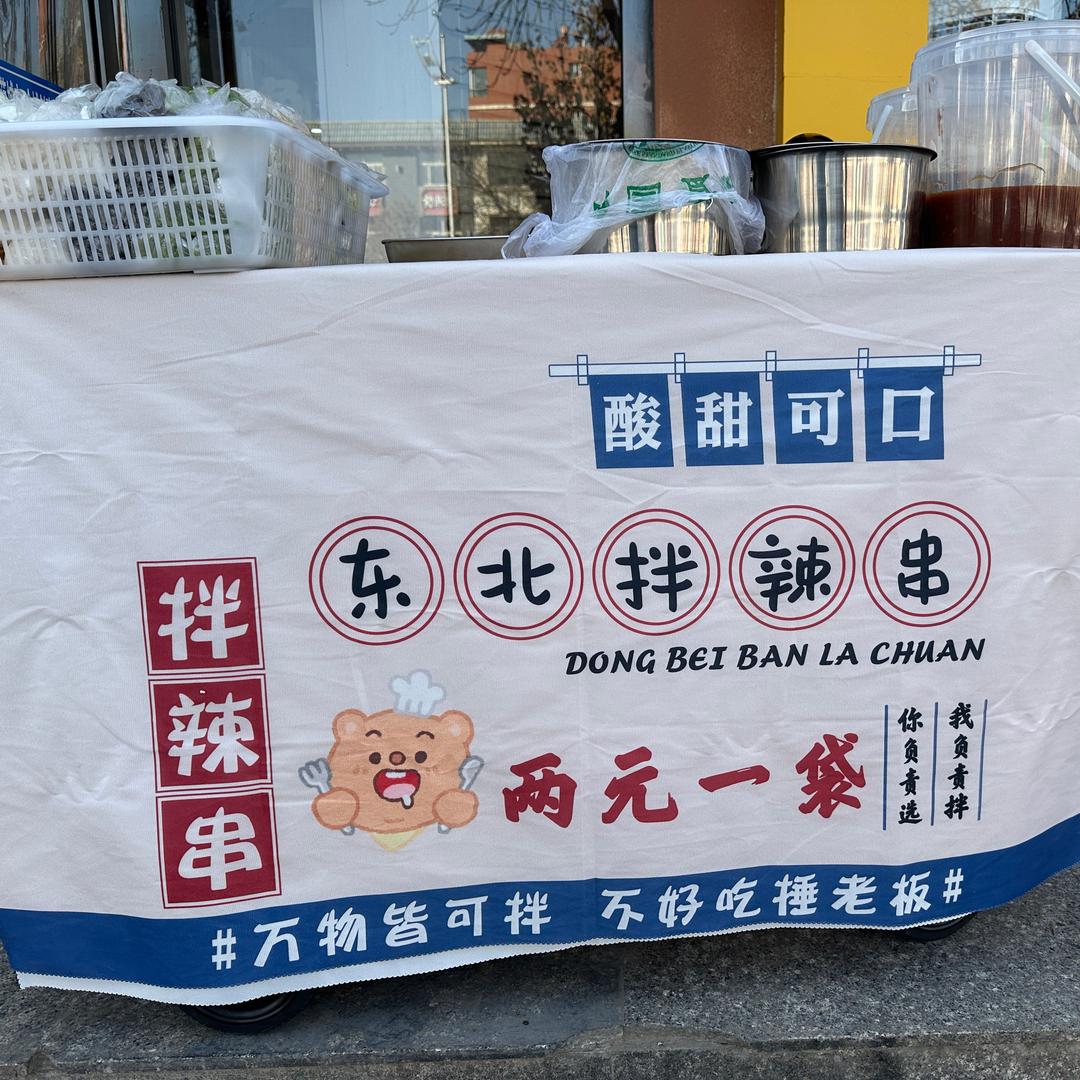 酸甜可口
东北拌辣串
DONG BEI BAN LA CHUAN
拌辣串
两元一袋
你负责选
我负责拌
#万物皆可拌 不好吃捶老板#